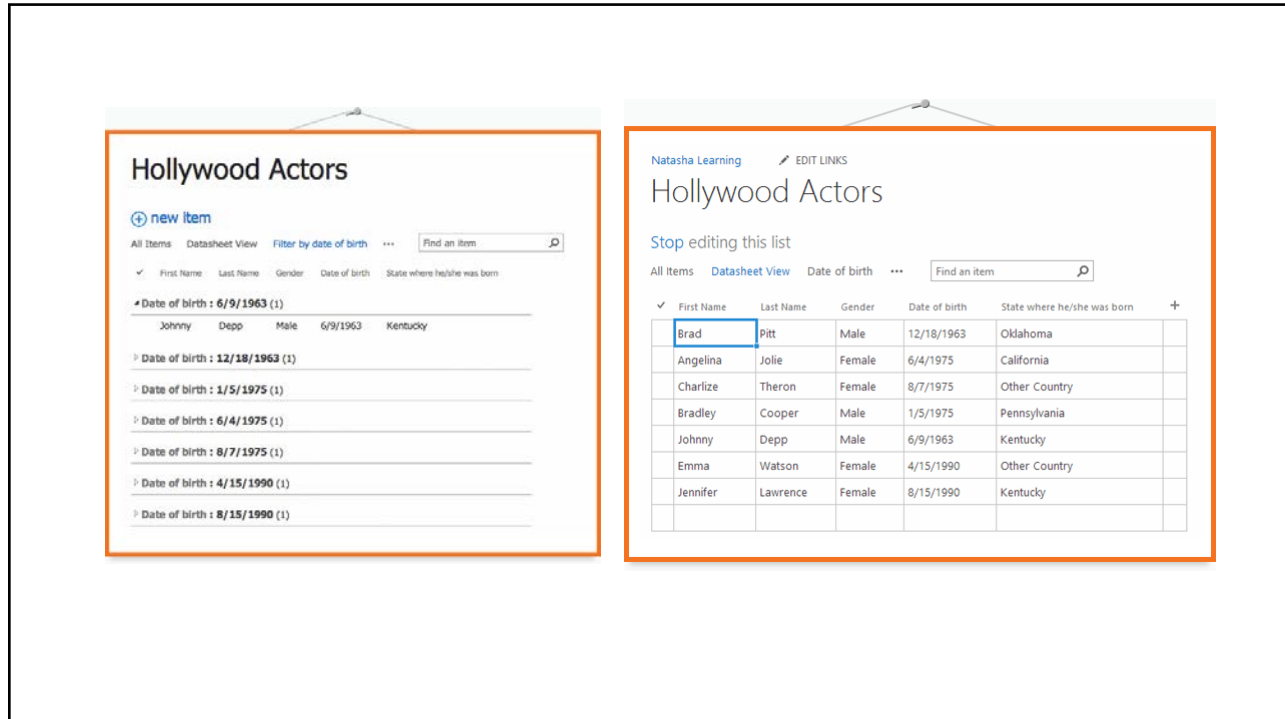 Hollywood Actors
new item
All Items Datasheet View Filter by date of birth ... Find an item
✓ First Name Last Name Gender Date of birth State where he/she was born
Date of birth : 6/9/1963 (1)
Johnny Depp Male 6/9/1963 Kentucky
Date of birth : 12/18/1963 (1)
Date of birth : 1/5/1975 (1)
Date of birth : 6/4/1975 (1)
Date of birth : 8/7/1975 (1)
Date of birth : 4/15/1990 (1)
Date of birth : 8/15/1990 (1)
Natasha Learning EDIT LINKS
Hollywood Actors
Stop editing this list
All Items Datasheet View Date of birth ... Find an item
✓ First Name Last Name Gender Date of birth State where he/she was born +
Brad Pitt Male 12/18/1963 Oklahoma
Angelina Jolie Female 6/4/1975 California
Charlize Theron Female 8/7/1975 Other Country
Bradley Cooper Male 1/5/1975 Pennsylvania
Johnny Depp Male 6/9/1963 Kentucky
Emma Watson Female 4/15/1990 Other Country
Jennifer Lawrence Female 8/15/1990 Kentucky